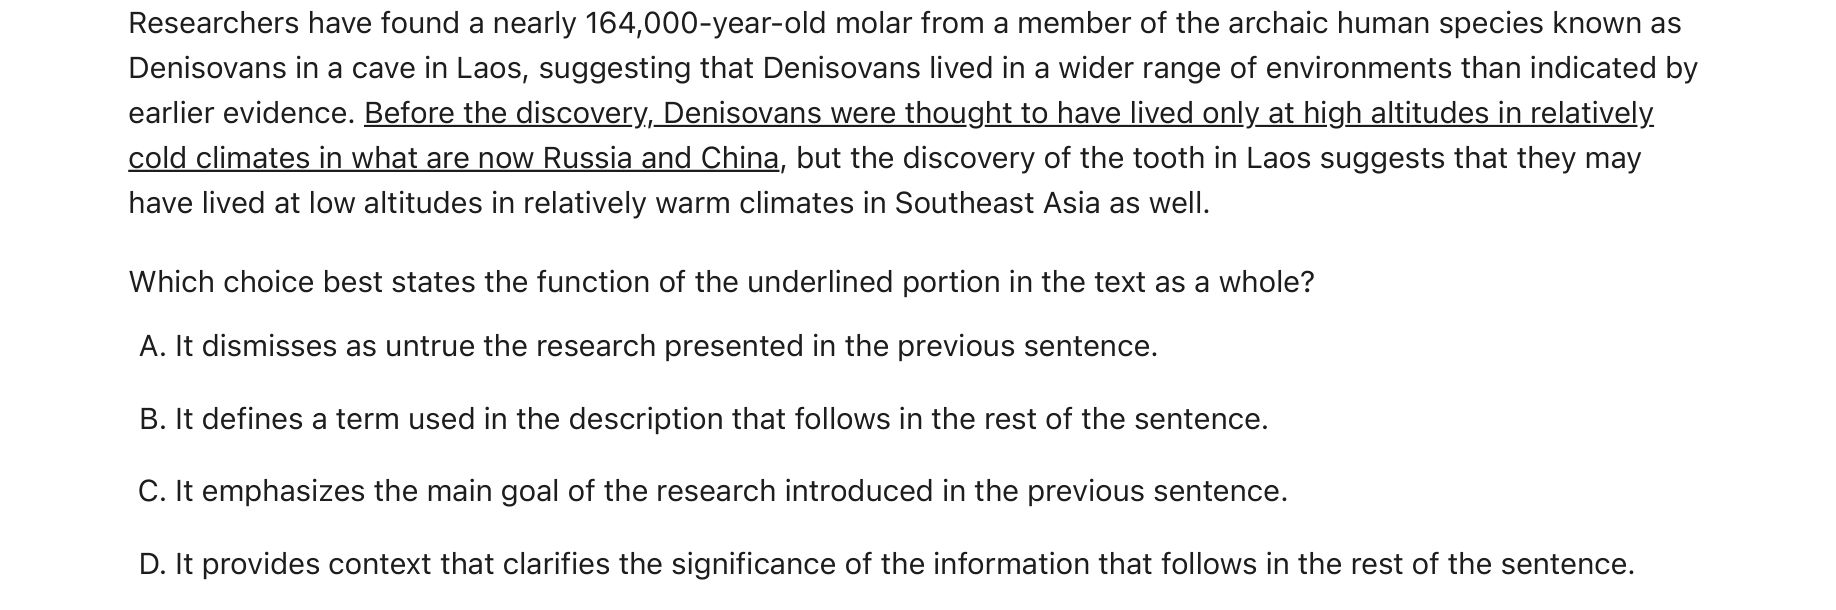 Researchers have found a nearly 164,000-year-old molar from a member of the archaic human species known as
Denisovans in a cave in Laos, suggesting that Denisovans lived in a wider range of environments than indicated by
earlier evidence. Before the discovery, Denisovans were thought to have lived only at high altitudes in relatively
cold climates in what are now Russia and China, but the discovery of the tooth in Laos suggests that they may
have lived at low altitudes in relatively warm climates in Southeast Asia as well.
Which choice best states the function of the underlined portion in the text as a whole?
A. It dismisses as untrue the research presented in the previous sentence.
B. It defines a term used in the description that follows in the rest of the sentence.
C. It emphasizes the main goal of the research introduced in the previous sentence.
D. It provides context that clarifies the significance of the information that follows in the rest of the sentence.